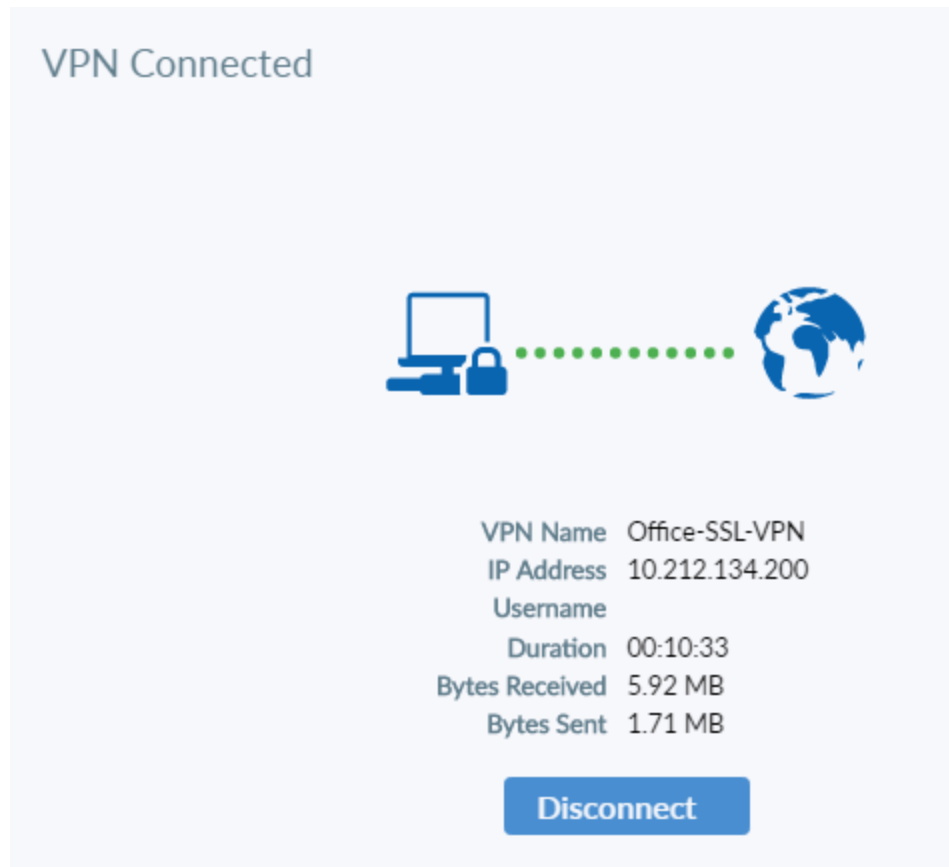 VPN Connected
VPN Name Office-SSL-VPN
IP Address 10.212.134.200
Username
Duration 00:10:33
Bytes Received 5.92 MB
Bytes Sent 1.71 MB
Disconnect